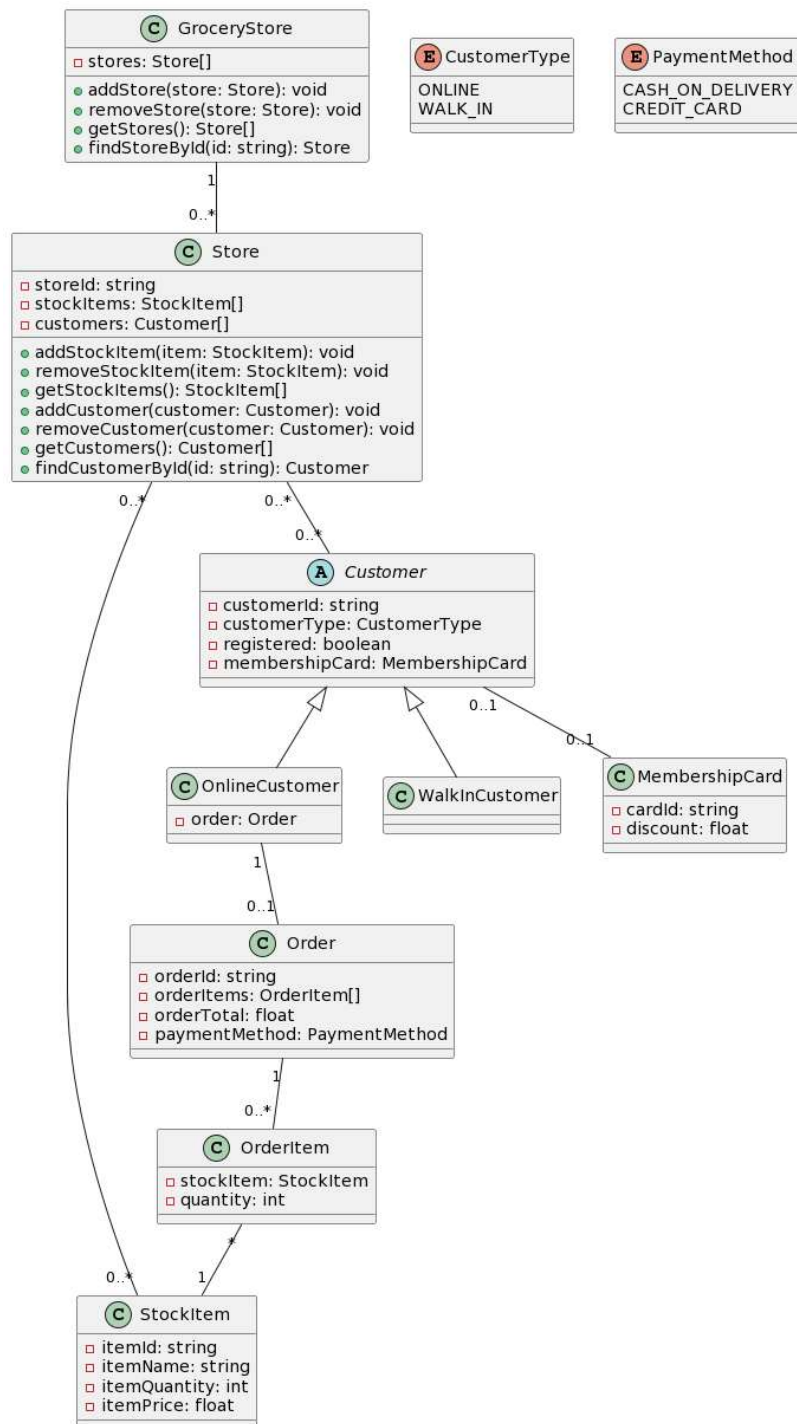 C GroceryStore
stores: Store[]
addStore(store: Store): void
removeStore(store: Store): void
getStores(): Store[]
findStoreById(id: string): Store
E CustomerType
ONLINE
WALK_IN
E PaymentMethod
CASH_ON_DELIVERY
CREDIT_CARD
1
0..*
C Store
storeId: string
stockItems: StockItem[]
customers: Customer[]
addStockItem(item: StockItem): void
removeStockItem(item: StockItem): void
getStockItems(): StockItem[]
addCustomer(customer: Customer): void
removeCustomer(customer: Customer): void
getCustomers(): Customer[]
findCustomerById(id: string): Customer
0..*
0..*
0..*
A Customer
customerId: string
customerType: CustomerType
registered: boolean
membershipCard: MembershipCard
0..1
0..1
C OnlineCustomer
order: Order
C WalkInCustomer
C MembershipCard
cardId: string
discount: float
1
0..1
C Order
orderId: string
orderItems: OrderItem[]
orderTotal: float
paymentMethod: PaymentMethod
1
0..*
C OrderItem
stockItem: StockItem
quantity: int
*
0..*
1
C StockItem
itemId: string
itemName: string
itemQuantity: int
itemPrice: float